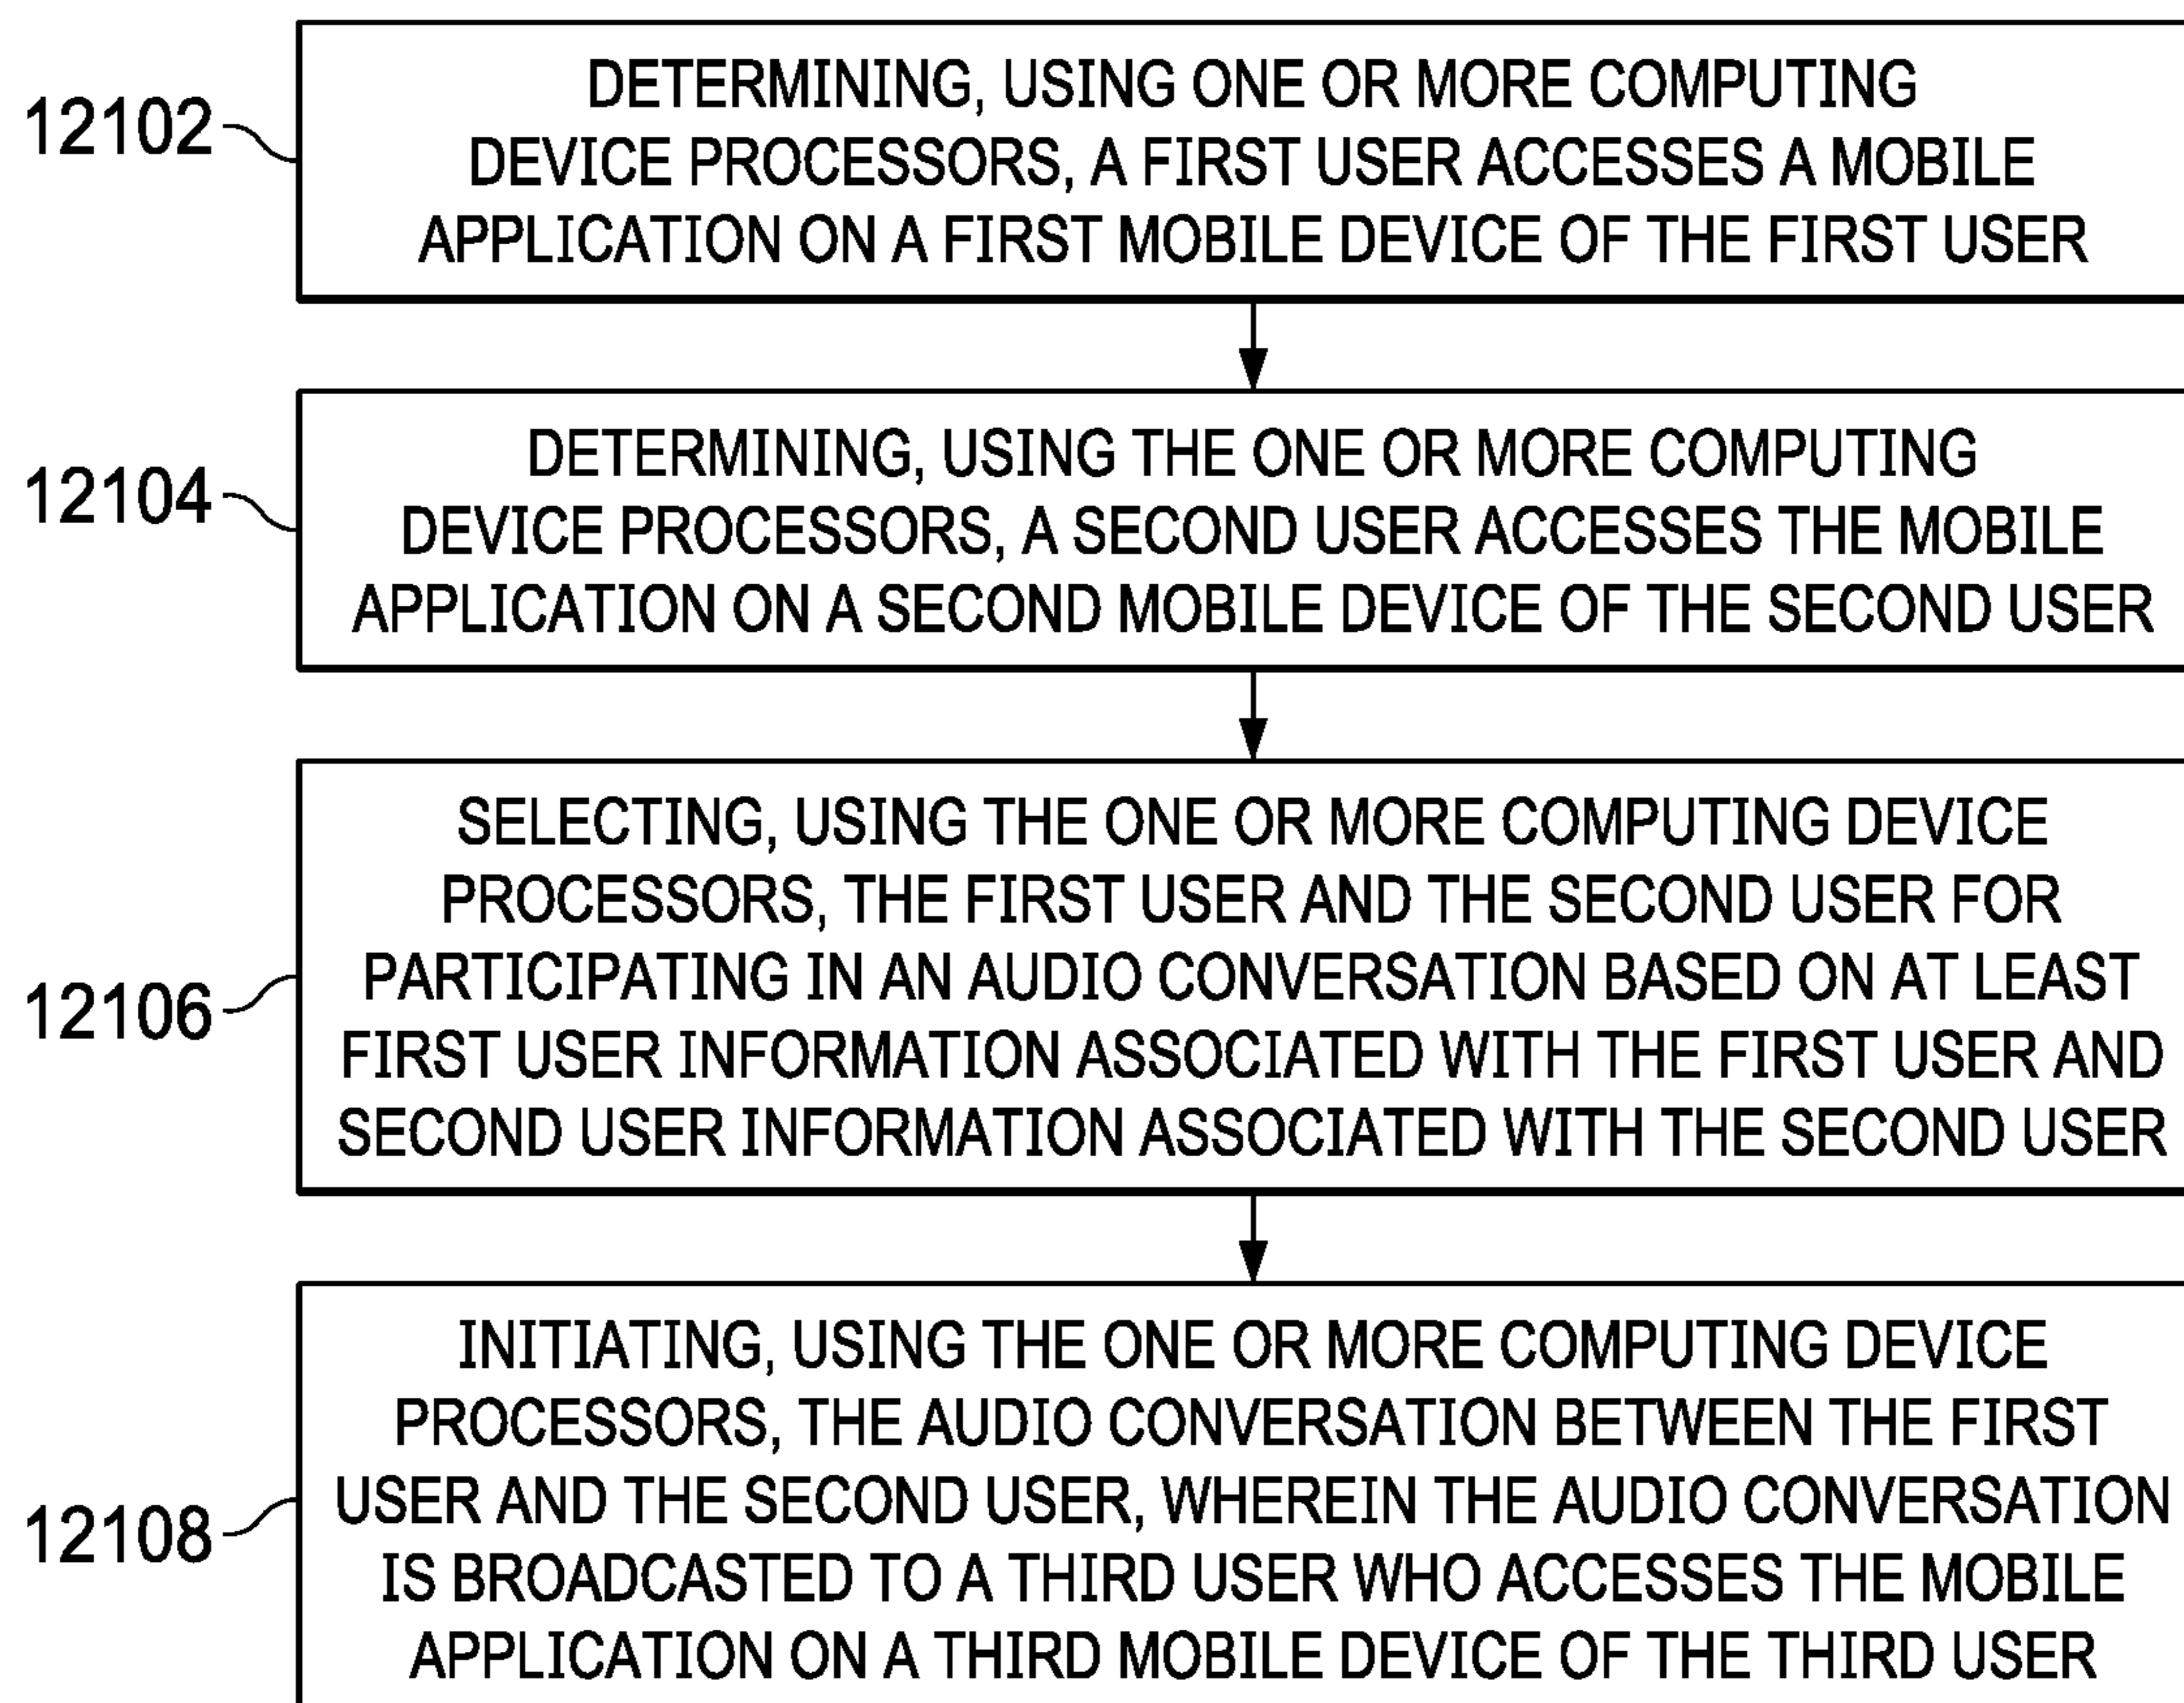 12102
DETERMINING, USING ONE OR MORE COMPUTING
DEVICE PROCESSORS, A FIRST USER ACCESSES A MOBILE
APPLICATION ON A FIRST MOBILE DEVICE OF THE FIRST USER
12104
DETERMINING, USING THE ONE OR MORE COMPUTING
DEVICE PROCESSORS, A SECOND USER ACCESSES THE MOBILE
APPLICATION ON A SECOND MOBILE DEVICE OF THE SECOND USER
12106
SELECTING, USING THE ONE OR MORE COMPUTING DEVICE
PROCESSORS, THE FIRST USER AND THE SECOND USER FOR
PARTICIPATING IN AN AUDIO CONVERSATION BASED ON AT LEAST
FIRST USER INFORMATION ASSOCIATED WITH THE FIRST USER AND
SECOND USER INFORMATION ASSOCIATED WITH THE SECOND USER
12108
INITIATING, USING THE ONE OR MORE COMPUTING DEVICE
PROCESSORS, THE AUDIO CONVERSATION BETWEEN THE FIRST
USER AND THE SECOND USER, WHEREIN THE AUDIO CONVERSATION
IS BROADCASTED TO A THIRD USER WHO ACCESSES THE MOBILE
APPLICATION ON A THIRD MOBILE DEVICE OF THE THIRD USER